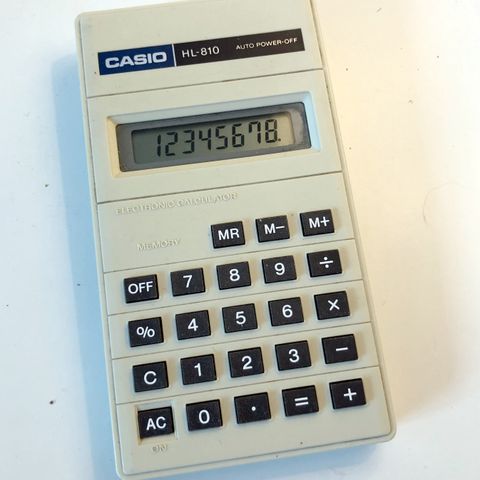 CASIO HL-810 AUTO POWER-OFF
12345678.
ELECTRONIC CALCULATOR
MEMORY MR M− M+
OFF 7 8 9 ÷
% 4 5 6 ×
C 1 2 3 −
AC 0 · = +
ON